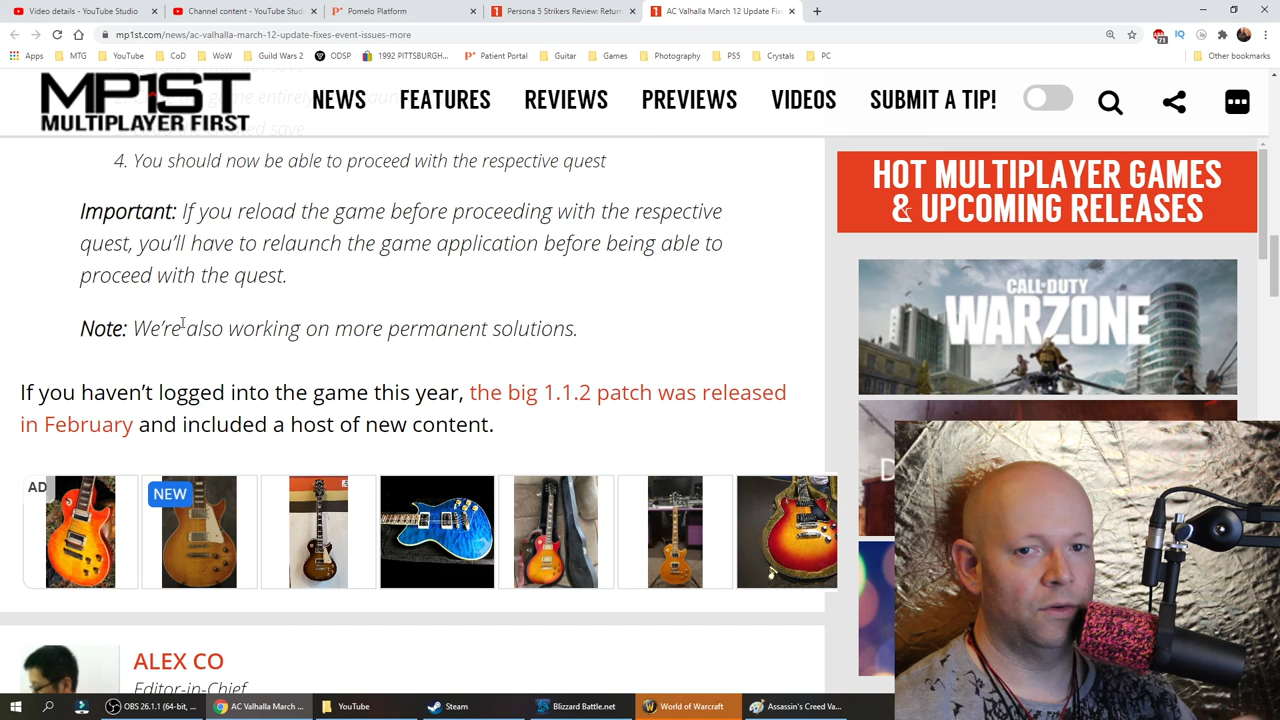 Video details - YouTube Studio
Channel content - YouTube Stud
Pomelo Platform
Persona 5 Strikers Review: Return
AC Valhalla March 12 Update Fix
mp1st.com/news/ac-valhalla-march-12-update-fixes-event-issues-more
71
IQ
Apps
MTG
YouTube
CoD
WoW
Guild Wars 2
ODSP
1992 PITTSBURGH...
Patient Portal
Guitar
Games
Photography
PS5
Crystals
PC
Other bookmarks
MP1ST
MULTIPLAYER FIRST
NEWS
FEATURES
REVIEWS
PREVIEWS
VIDEOS
SUBMIT A TIP!
4. You should now be able to proceed with the respective quest
Important: If you reload the game before proceeding with the respective
quest, you’ll have to relaunch the game application before being able to
proceed with the quest.
Note: We’re also working on more permanent solutions.
If you haven’t logged into the game this year, the big 1.1.2 patch was released
in February and included a host of new content.
AD
NEW
ALEX CO
Editor-in-Chief
HOT MULTIPLAYER GAMES
& UPCOMING RELEASES
CALL OF DUTY
WARZONE
D
OBS 26.1.1 (64-bit, ...
AC Valhalla March ...
YouTube
Steam
Blizzard Battle.net
World of Warcraft
Assassin's Creed Va...